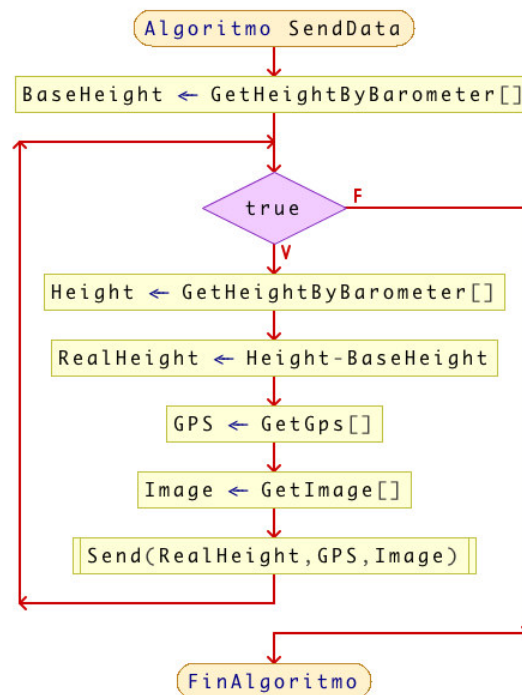 Algoritmo SendData
BaseHeight ← GetHeightByBarometer[]
true
F
V
Height ← GetHeightByBarometer[]
RealHeight ← Height-BaseHeight
GPS ← GetGps[]
Image ← GetImage[]
Send(RealHeight,GPS,Image)
FinAlgoritmo